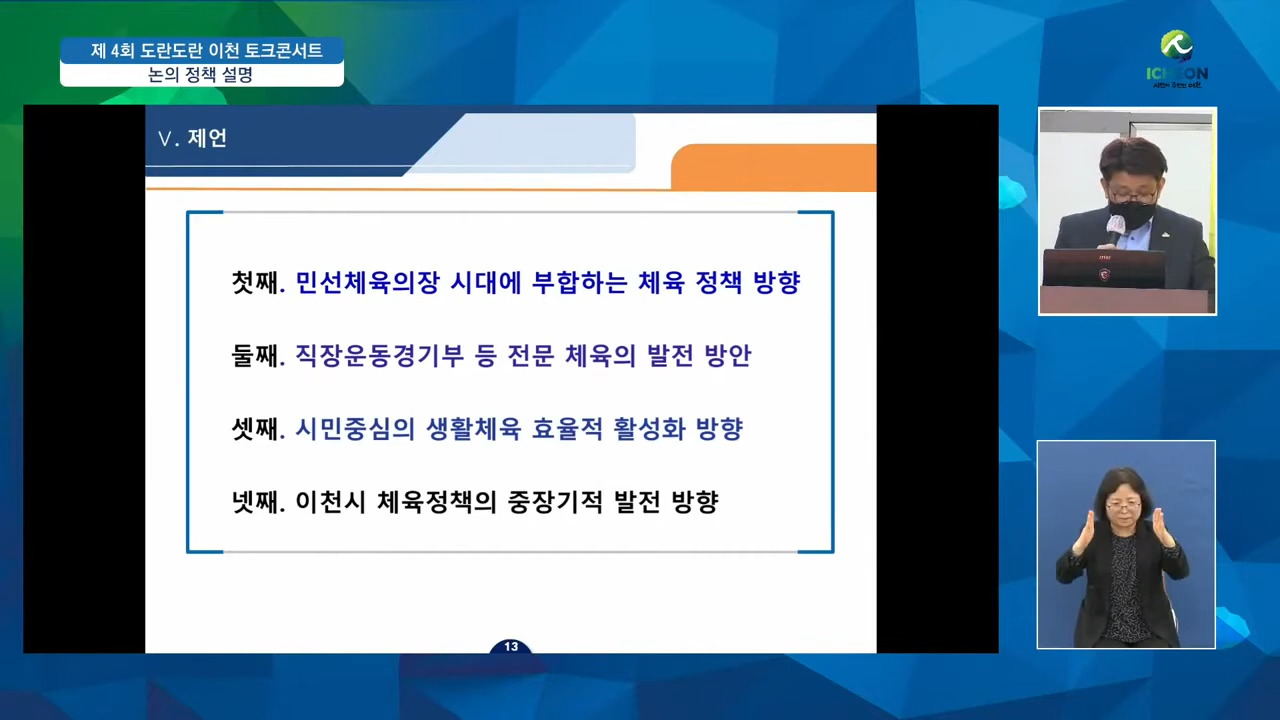 제 4회 도란도란 이천 토크콘서트
논의 정책 설명
ICHEON
Ⅴ. 제언
첫째. 민선체육의장 시대에 부합하는 체육 정책 방향
둘째. 직장운동경기부 등 전문 체육의 발전 방안
셋째. 시민중심의 생활체육 효율적 활성화 방향
넷째. 이천시 체육정책의 중장기적 발전 방향
13
msi